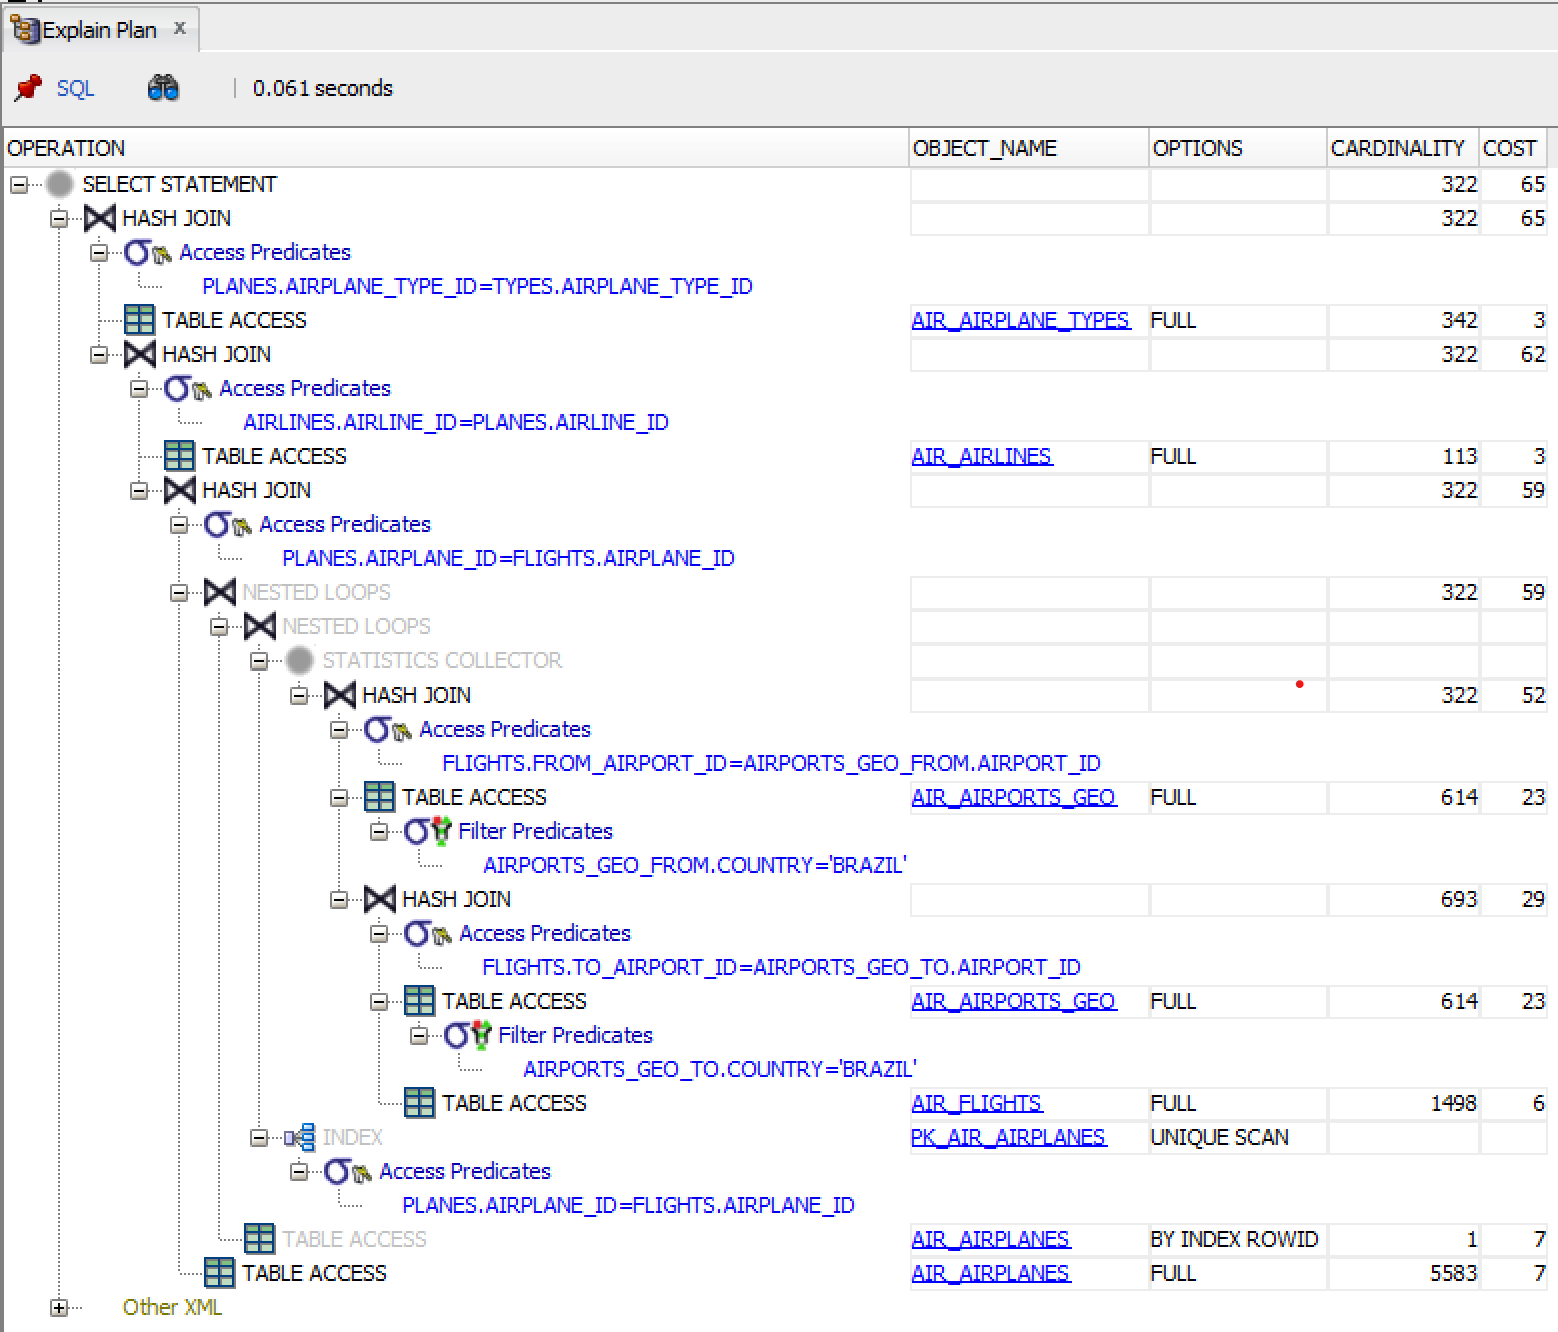 Explain Plan x
SQL 0.061 seconds
OPERATION OBJECT_NAME OPTIONS CARDINALITY COST
SELECT STATEMENT 322 65
HASH JOIN 322 65
Access Predicates
PLANES.AIRPLANE_TYPE_ID=TYPES.AIRPLANE_TYPE_ID
TABLE ACCESS AIR_AIRPLANE_TYPES FULL 342 3
HASH JOIN 322 62
Access Predicates
AIRLINES.AIRLINE_ID=PLANES.AIRLINE_ID
TABLE ACCESS AIR_AIRLINES FULL 113 3
HASH JOIN 322 59
Access Predicates
PLANES.AIRPLANE_ID=FLIGHTS.AIRPLANE_ID
NESTED LOOPS 322 59
NESTED LOOPS
STATISTICS COLLECTOR
HASH JOIN 322 52
Access Predicates
FLIGHTS.FROM_AIRPORT_ID=AIRPORTS_GEO_FROM.AIRPORT_ID
TABLE ACCESS AIR_AIRPORTS_GEO FULL 614 23
Filter Predicates
AIRPORTS_GEO_FROM.COUNTRY='BRAZIL'
HASH JOIN 693 29
Access Predicates
FLIGHTS.TO_AIRPORT_ID=AIRPORTS_GEO_TO.AIRPORT_ID
TABLE ACCESS AIR_AIRPORTS_GEO FULL 614 23
Filter Predicates
AIRPORTS_GEO_TO.COUNTRY='BRAZIL'
TABLE ACCESS AIR_FLIGHTS FULL 1498 6
INDEX PK_AIR_AIRPLANES UNIQUE SCAN
Access Predicates
PLANES.AIRPLANE_ID=FLIGHTS.AIRPLANE_ID
TABLE ACCESS AIR_AIRPLANES BY INDEX ROWID 1 7
TABLE ACCESS AIR_AIRPLANES FULL 5583 7
Other XML